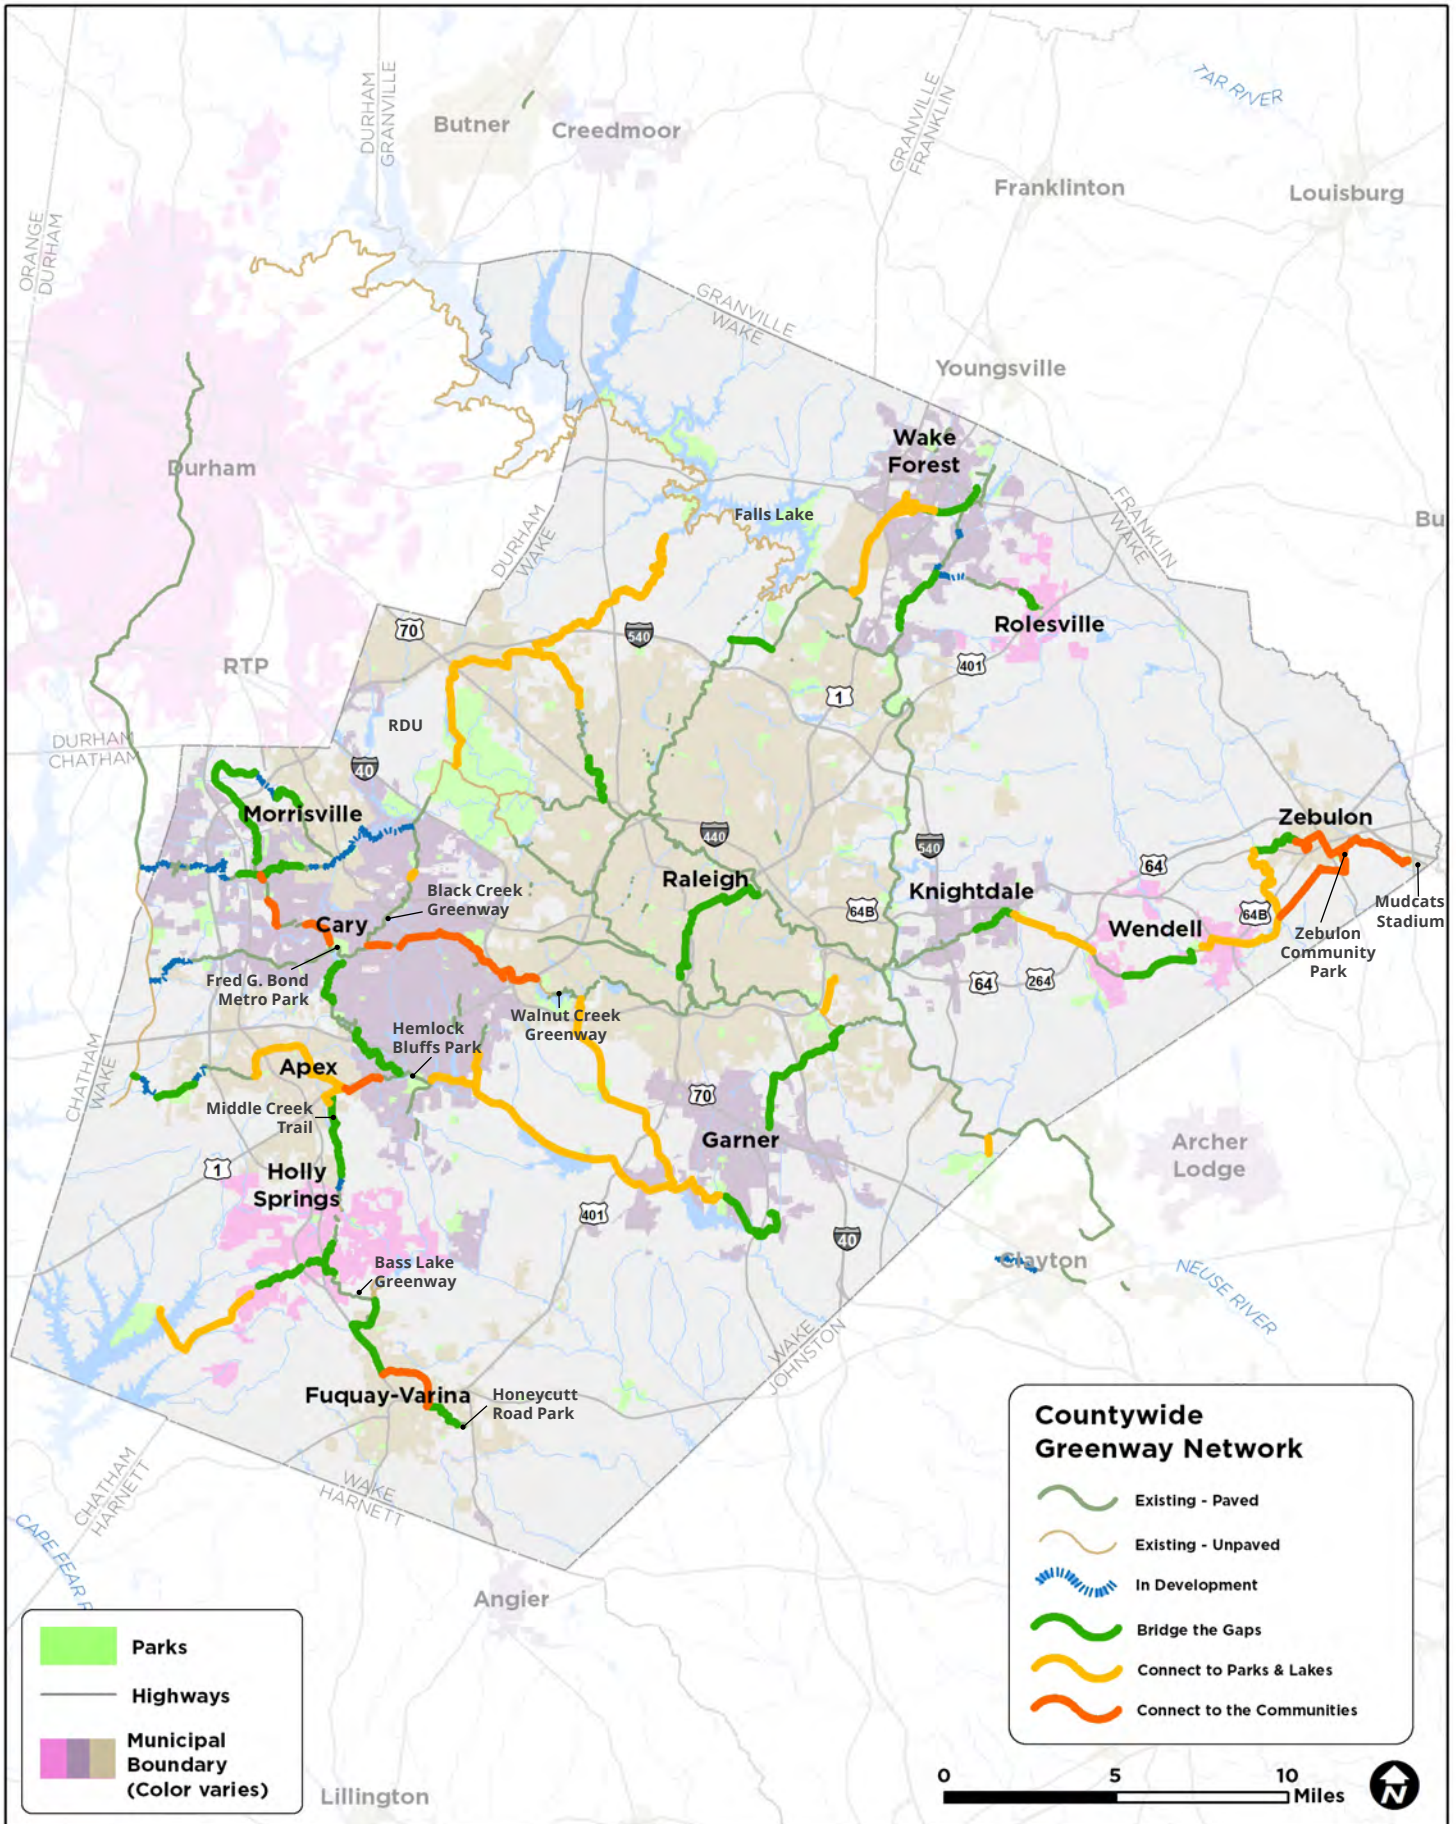 TAR RIVER
DURHAM
GRANVILLE
GRANVILLE
FRANKLIN
Butner
Creedmoor
Franklinton
Louisburg
ORANGE
DURHAM
GRANVILLE
WAKE
Youngsville
Wake
Forest
Durham
FRANKLIN
WAKE
Falls Lake
Bu
DURHAM
WAKE
70
540
Rolesville
RTP
401
1
RDU
DURHAM
CHATHAM
40
Morrisville
Zebulon
440
540
64
Raleigh
Knightdale
Black Creek
Greenway
64B
64B
Mudcats
Stadium
Cary
Wendell
Zebulon
Community
Park
Fred G. Bond
Metro Park
64
264
Walnut Creek
Greenway
Hemlock
Bluffs Park
CHATHAM
WAKE
Apex
70
Middle Creek
Trail
Garner
Archer
Lodge
1
Holly
Springs
401
40
Bass Lake
Greenway
Clayton
NEUSE RIVER
WAKE
JOHNSTON
Fuquay-Varina
Honeycutt
Road Park
CHATHAM
HARNETT
WAKE
HARNETT
CAPE FEAR R
Angier
Lillington
Countywide
Greenway Network
Existing - Paved
Existing - Unpaved
In Development
Bridge the Gaps
Connect to Parks & Lakes
Connect to the Communities
Parks
Highways
Municipal
Boundary
(Color varies)
0 5 10
Miles
N